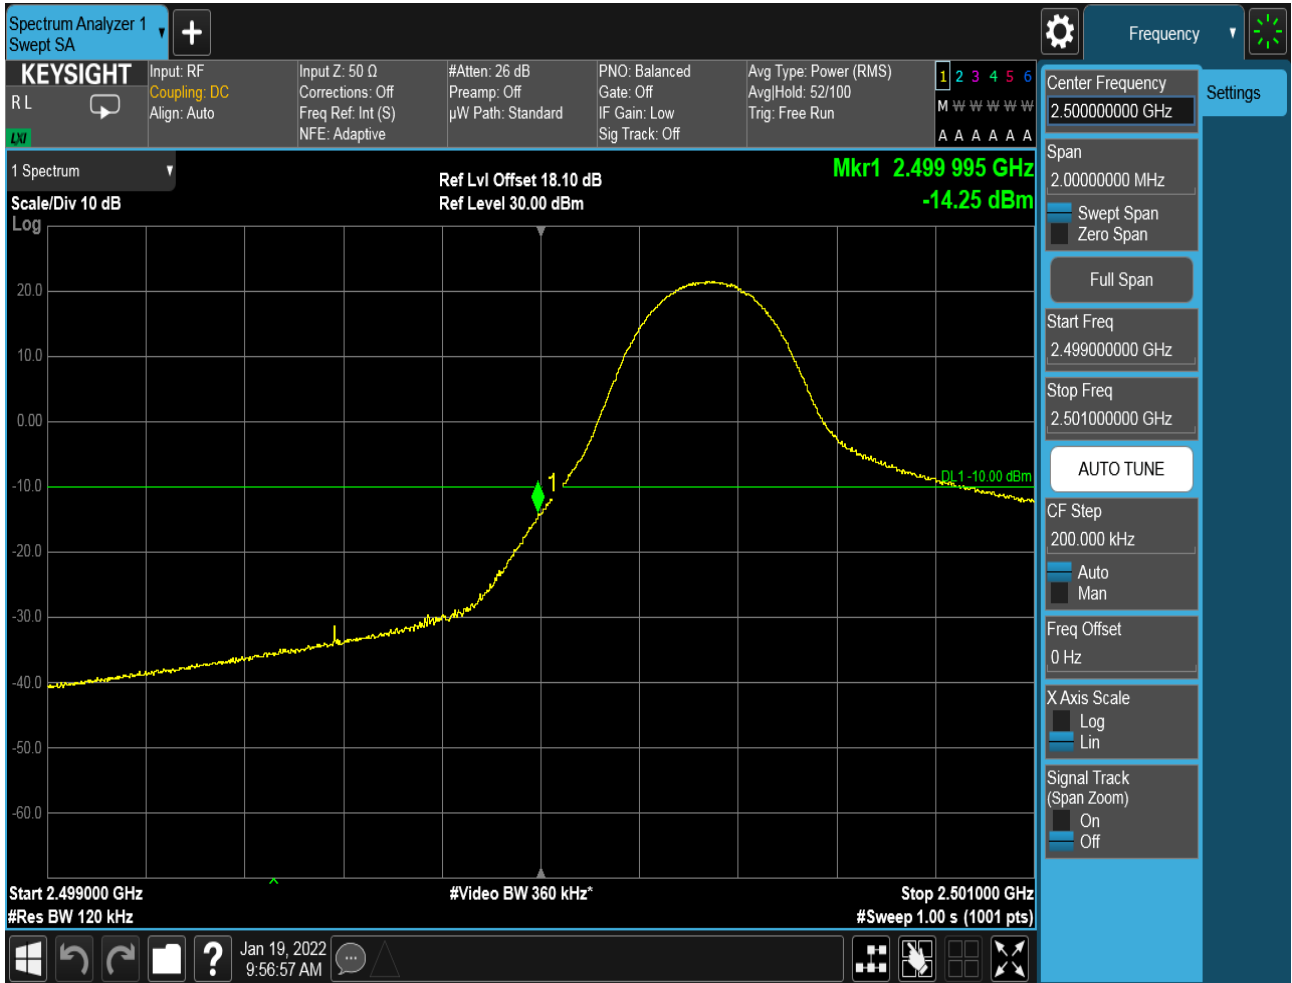 Spectrum Analyzer 1
Swept SA
Frequency
KEYSIGHT
R L
LXI
Input: RF
Coupling: DC
Align: Auto
Input Z: 50 Ω
Corrections: Off
Freq Ref: Int (S)
NFE: Adaptive
#Atten: 26 dB
Preamp: Off
µW Path: Standard
PNO: Balanced
Gate: Off
IF Gain: Low
Sig Track: Off
Avg Type: Power (RMS)
Avg|Hold: 52/100
Trig: Free Run
1 2 3 4 5 6
M W W W W W
A A A A A A
1 Spectrum
Scale/Div 10 dB
Log
Ref Lvl Offset 18.10 dB
Ref Level 30.00 dBm
Mkr1 2.499 995 GHz
-14.25 dBm
20.0
10.0
0.00
-10.0
-20.0
-30.0
-40.0
-50.0
-60.0
1
DL1 -10.00 dBm
Start 2.499000 GHz
#Res BW 120 kHz
#Video BW 360 kHz*
Stop 2.501000 GHz
#Sweep 1.00 s (1001 pts)
Jan 19, 2022
9:56:57 AM
Center Frequency
2.500000000 GHz
Settings
Span
2.00000000 MHz
Swept Span
Zero Span
Full Span
Start Freq
2.499000000 GHz
Stop Freq
2.501000000 GHz
AUTO TUNE
CF Step
200.000 kHz
Auto
Man
Freq Offset
0 Hz
X Axis Scale
Log
Lin
Signal Track
(Span Zoom)
On
Off